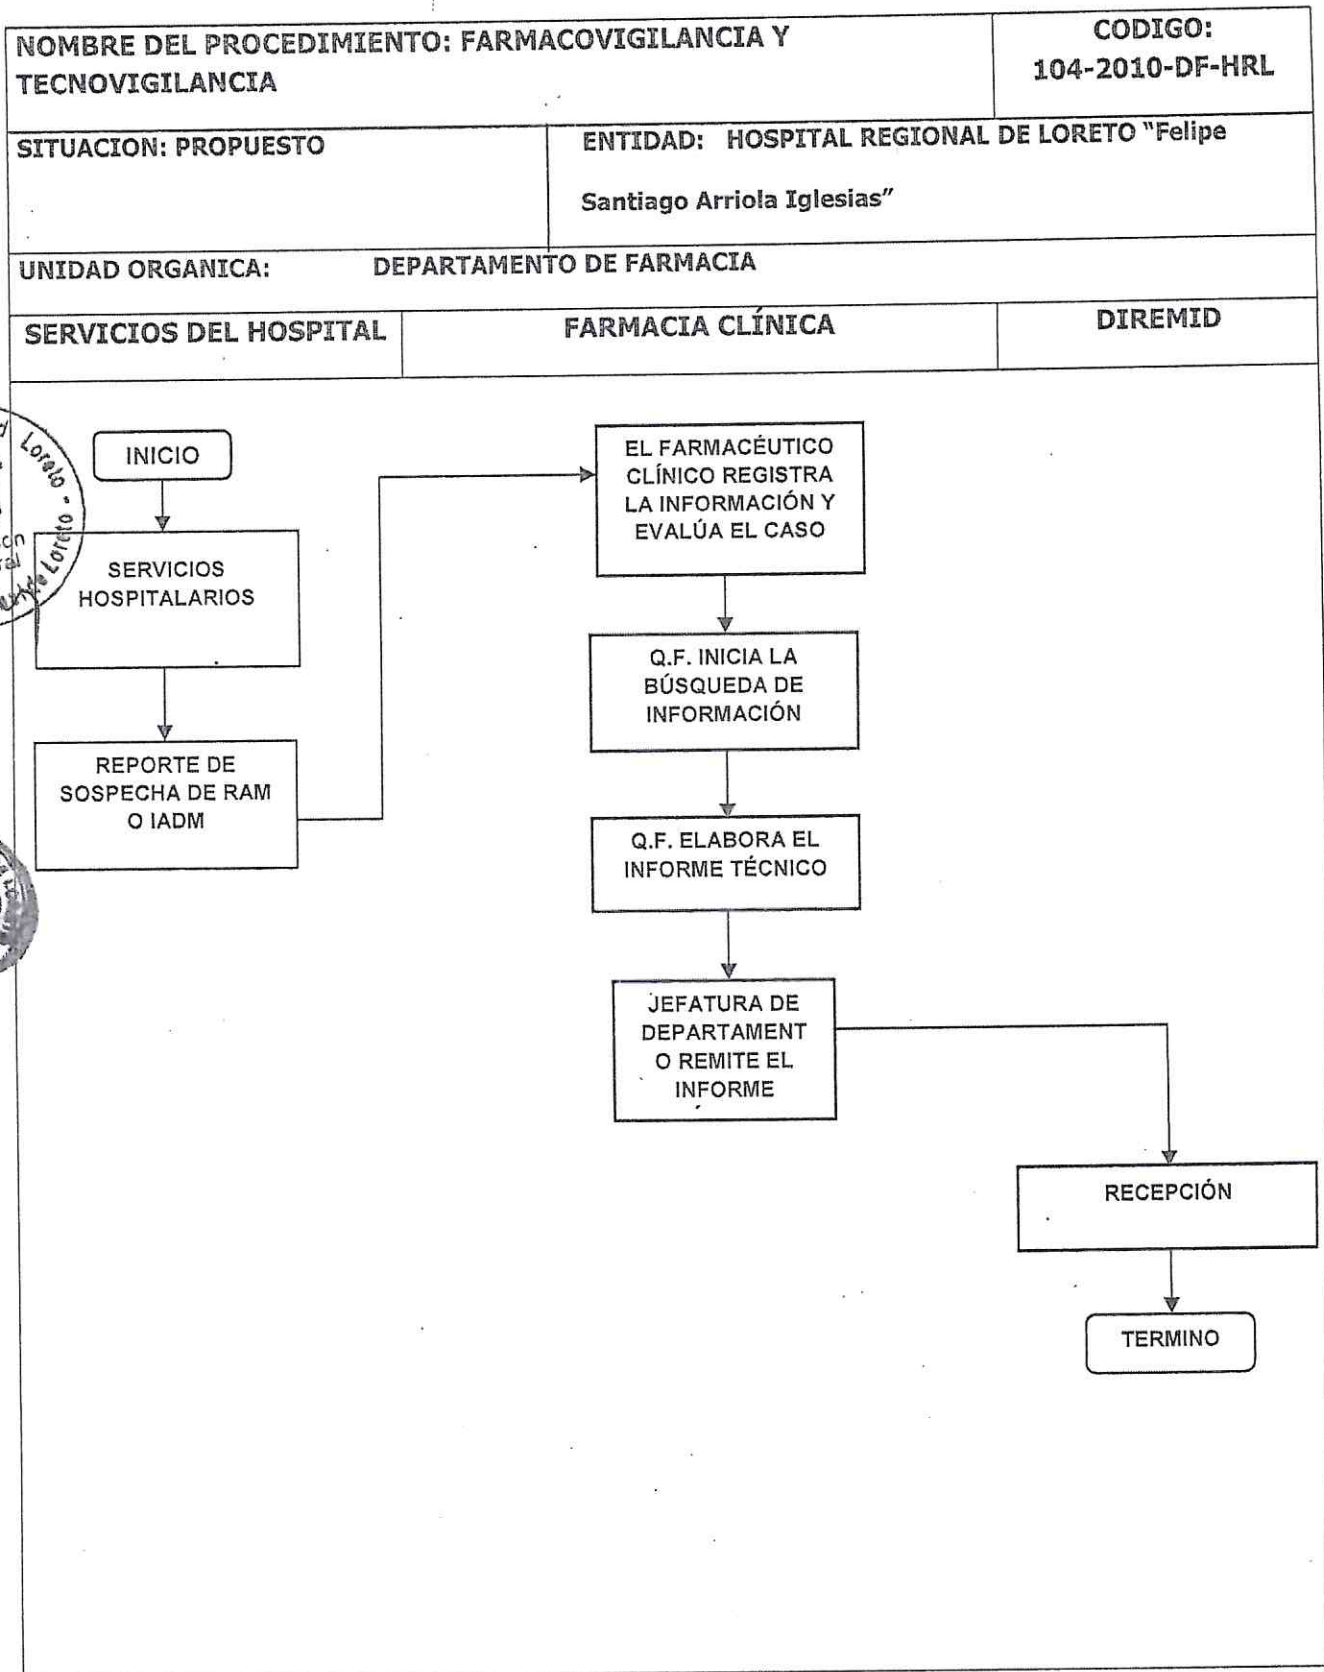 NOMBRE DEL PROCEDIMIENTO: FARMACOVIGILANCIA Y
TECNOVIGILANCIA
CODIGO:
104-2010-DF-HRL
SITUACION: PROPUESTO
ENTIDAD: HOSPITAL REGIONAL DE LORETO "Felipe
Santiago Arriola Iglesias"
UNIDAD ORGANICA: DEPARTAMENTO DE FARMACIA
SERVICIOS DEL HOSPITAL
FARMACIA CLÍNICA
DIREMID
INICIO
SERVICIOS
HOSPITALARIOS
REPORTE DE
SOSPECHA DE RAM
O IADM
EL FARMACÉUTICO
CLÍNICO REGISTRA
LA INFORMACIÓN Y
EVALÚA EL CASO
Q.F. INICIA LA
BÚSQUEDA DE
INFORMACIÓN
Q.F. ELABORA EL
INFORME TÉCNICO
JEFATURA DE
DEPARTAMENT
O REMITE EL
INFORME
RECEPCIÓN
TERMINO
Loreto - Loreto